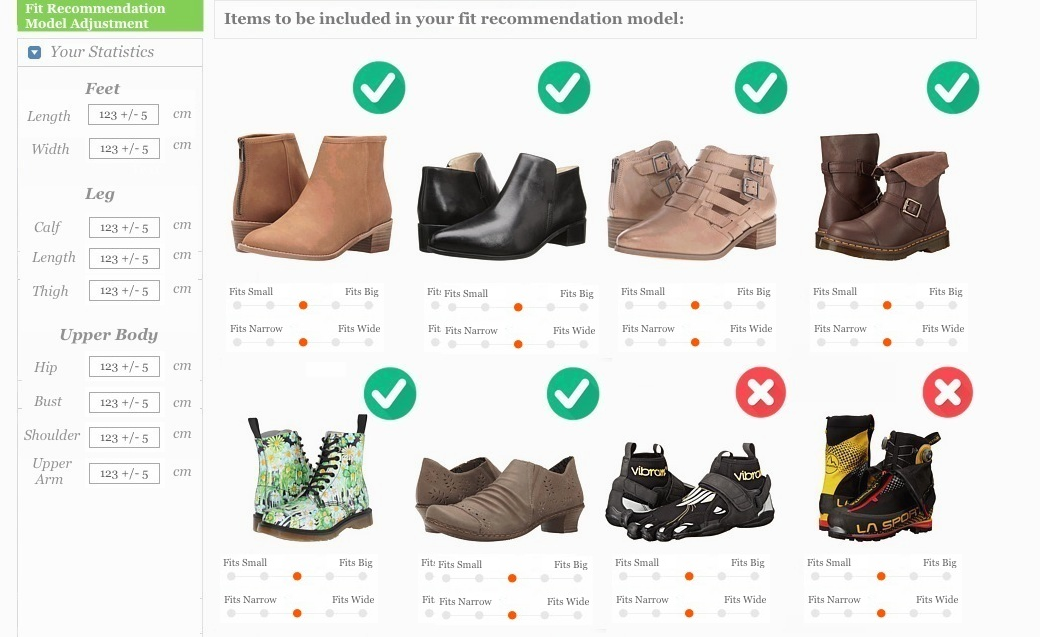 Fit Recommendation
Model Adjustment
Items to be included in your fit recommendation model:
Your Statistics
Feet
Length 123 +/- 5 cm
Width 123 +/- 5 cm
Leg
Calf 123 +/- 5 cm
Length 123 +/- 5 cm
Thigh 123 +/- 5 cm
Upper Body
Hip 123 +/- 5 cm
Bust 123 +/- 5 cm
Shoulder 123 +/- 5 cm
Upper
Arm 123 +/- 5 cm
Fits Small Fits Big
Fits Narrow Fits Wide
Fit Fits Small Fits Big
Fit Fits Narrow Fits Wide
Fits Small Fits Big
Fits Narrow Fits Wide
Fits Small Fits Big
Fits Narrow Fits Wide
vibram vibram
LA SPOR
Fits Small Fits Big
Fits Narrow Fits Wide
Fit Fits Small Fits Big
Fit Fits Narrow Fits Wide
Fits Small Fits Big
Fits Narrow Fits Wide
Fits Small Fits Big
Fits Narrow Fits Wide